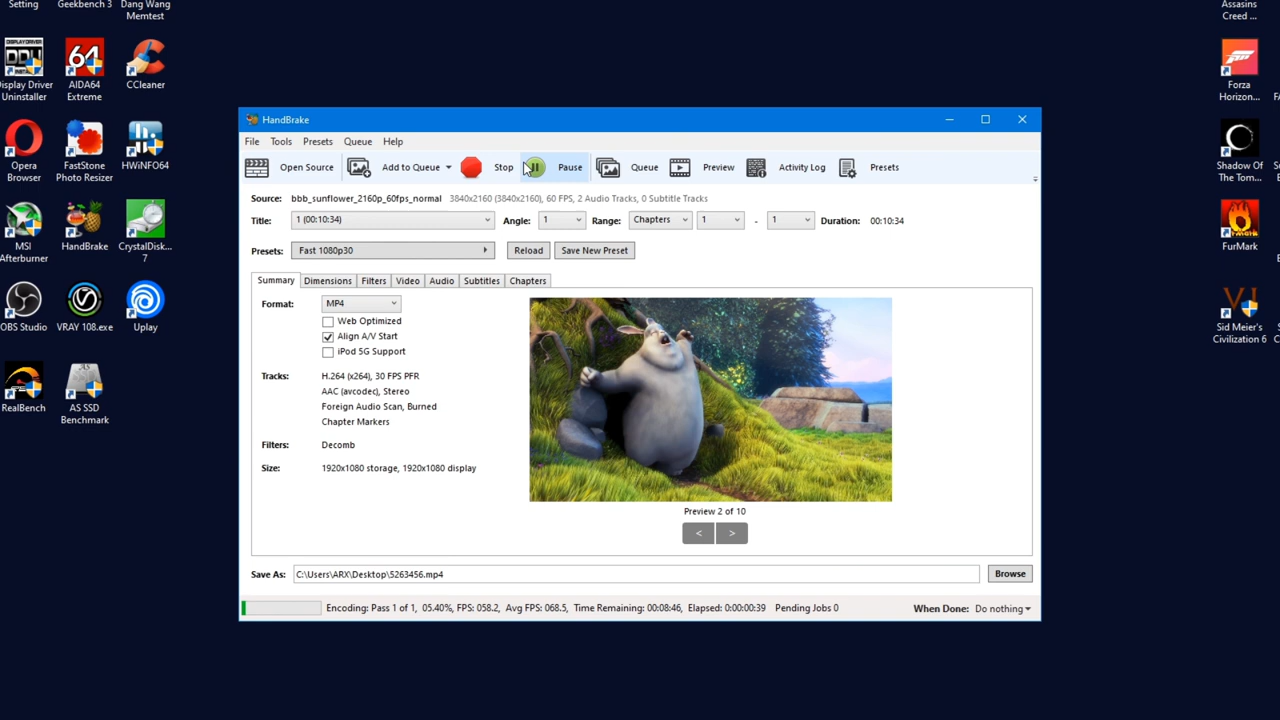 Setting
Geekbench 3
Dang Wang
Memtest
Assasins
Creed ...
Display Driver
Uninstaller
64
AIDA64
Extreme
CCleaner
Forza
Horizon...
Opera
Browser
FastStone
Photo Resizer
HWiNFO64
Shadow Of
The Tom...
MSI
Afterburner
HandBrake
CrystalDisk...
7
FurMark
OBS Studio
VRAY 108.exe
Uplay
Sid Meier's
Civilization 6
RealBench
AS SSD
Benchmark
HandBrake
File Tools Presets Queue Help
Open Source Add to Queue Stop Pause Queue Preview Activity Log Presets
Source: bbb_sunflower_2160p_60fps_normal 3840x2160 (3840x2160), 60 FPS, 2 Audio Tracks, 0 Subtitle Tracks
Title: 1 (00:10:34) Angle: 1 Range: Chapters 1 - 1 Duration: 00:10:34
Presets: Fast 1080p30 Reload Save New Preset
Summary Dimensions Filters Video Audio Subtitles Chapters
Format: MP4
Web Optimized
Align A/V Start
iPod 5G Support
Tracks: H.264 (x264), 30 FPS PFR
AAC (avcodec), Stereo
Foreign Audio Scan, Burned
Chapter Markers
Filters: Decomb
Size: 1920x1080 storage, 1920x1080 display
Preview 2 of 10
< >
Save As: C:\Users\ARX\Desktop\5263456.mp4 Browse
Encoding: Pass 1 of 1, 05.40%, FPS: 058.2, Avg FPS: 068.5, Time Remaining: 00:08:46, Elapsed: 0:00:00:39 Pending Jobs 0 When Done: Do nothing